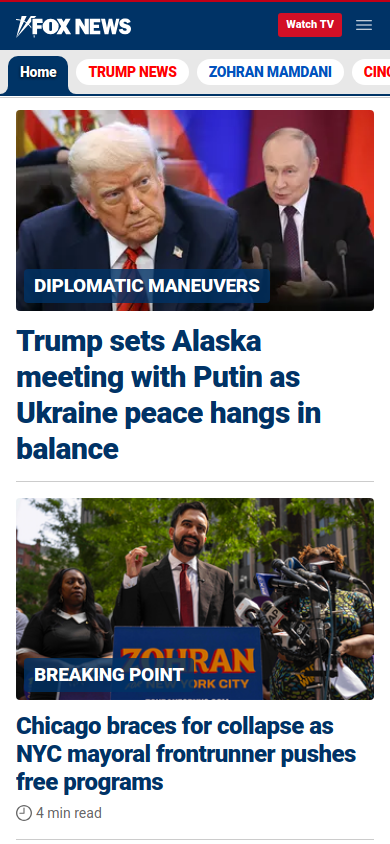 FOX NEWS
Watch TV
Home
TRUMP NEWS
ZOHRAN MAMDANI
CINC
DIPLOMATIC MANEUVERS
Trump sets Alaska
meeting with Putin as
Ukraine peace hangs in
balance
ZOHRAN
NEW YORK CITY
BREAKING POINT
Chicago braces for collapse as
NYC mayoral frontrunner pushes
free programs
4 min read